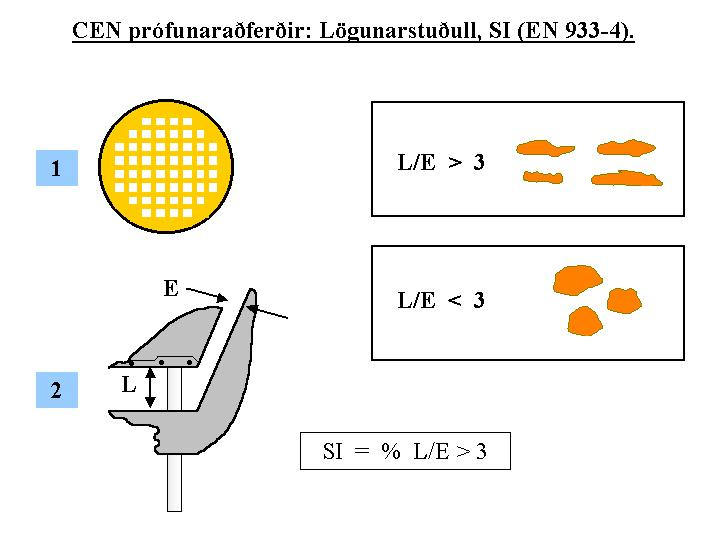 CEN prófunaraðferðir: Lögunarstuðull, SI (EN 933-4).
1
L/E > 3
E
L/E < 3
2
L
SI = % L/E > 3